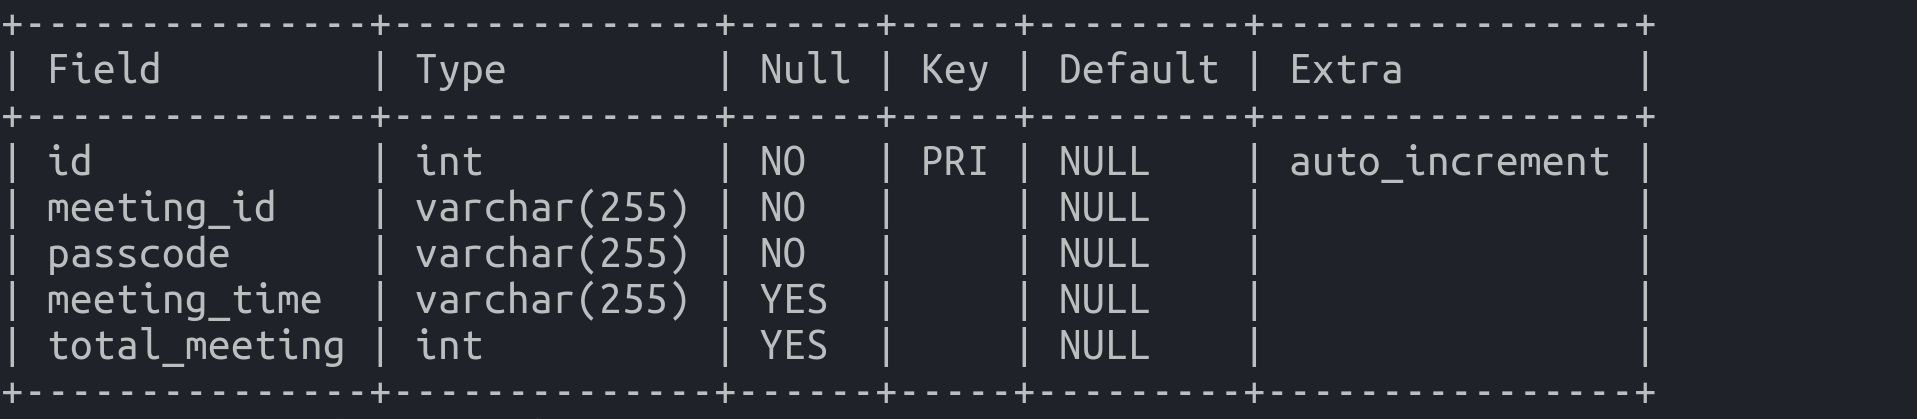 +---------------+--------------+------+-----+---------+----------------+
| Field         | Type         | Null | Key | Default | Extra          |
+---------------+--------------+------+-----+---------+----------------+
| id            | int          | NO   | PRI | NULL    | auto_increment |
| meeting_id    | varchar(255) | NO   |     | NULL    |                |
| passcode      | varchar(255) | NO   |     | NULL    |                |
| meeting_time  | varchar(255) | YES  |     | NULL    |                |
| total_meeting | int          | YES  |     | NULL    |                |
+---------------+--------------+------+-----+---------+----------------+